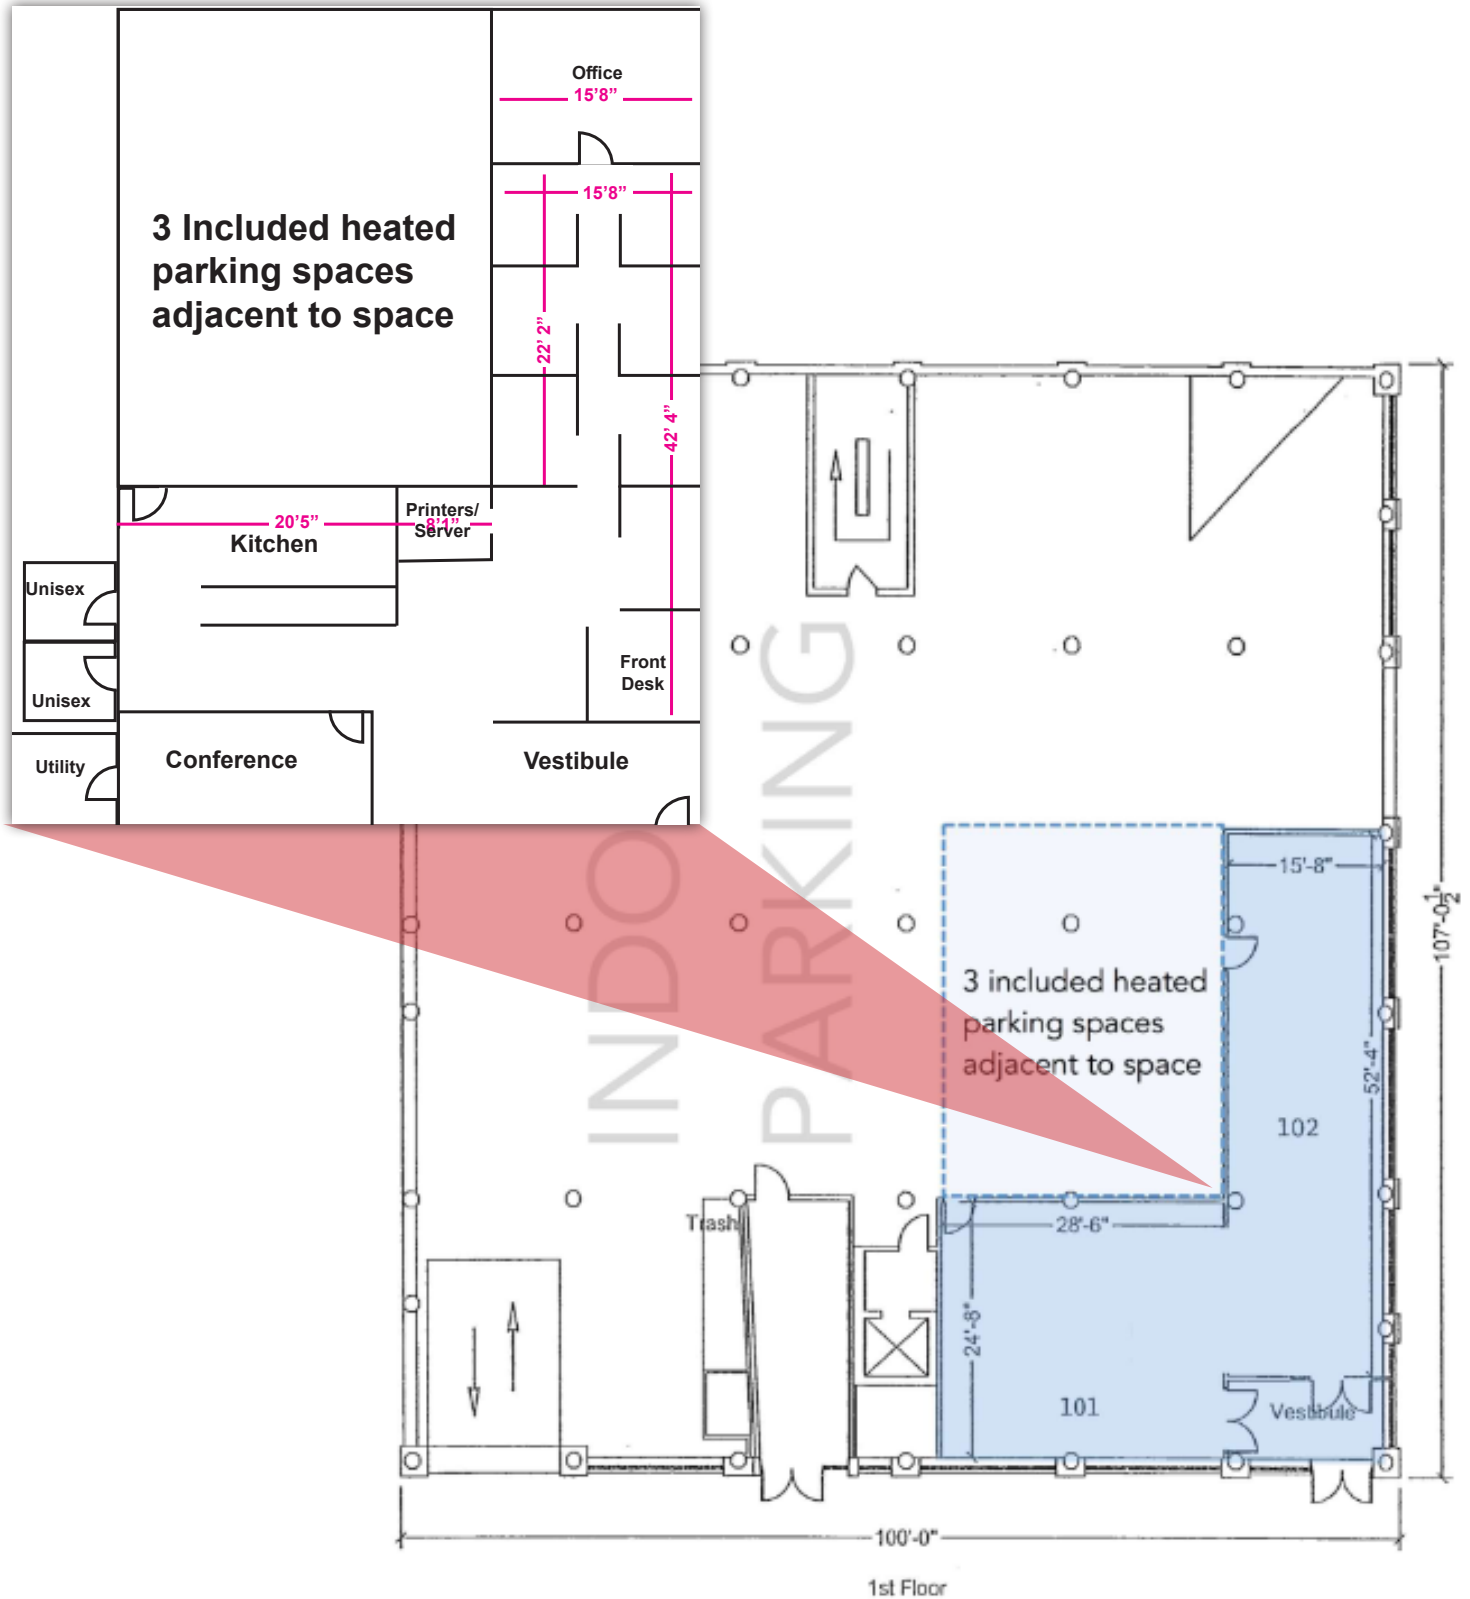 Office
15'8"
15'8"
3 Included heated
parking spaces
adjacent to space
22' 2"
42' 4"
Printers/
Server
20'5"
8'1"
Kitchen
Unisex
Unisex
Front
Desk
Utility
Conference
Vestibule
INDO
PARKING
15'-8"
107'-0½"
3 included heated
parking spaces
adjacent to space
52'-4"
102
Trash
28'-6"
24'-8"
101
Vestibule
100'-0"
1st Floor